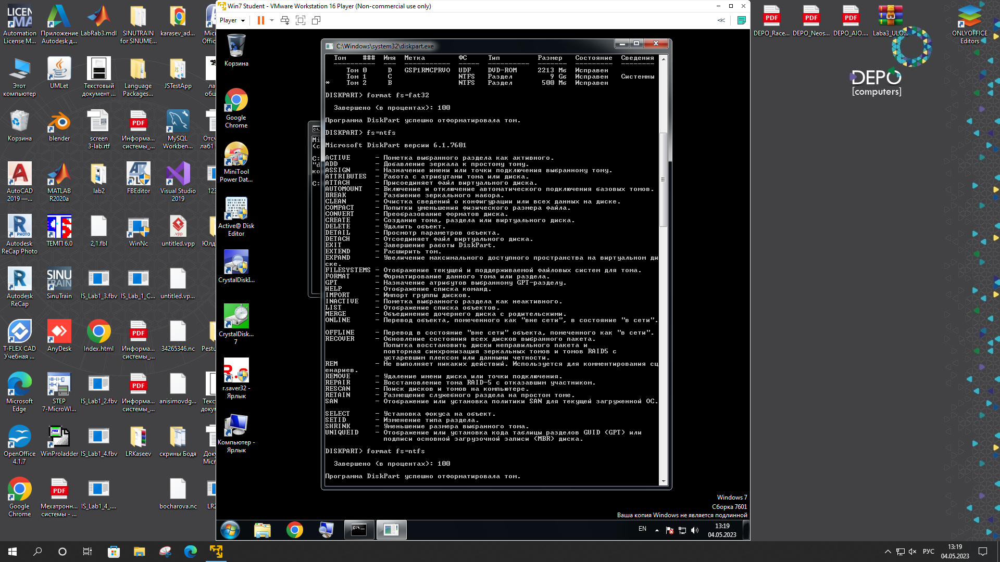 Win7 Student - VMware Workstation 16 Player (Non-commercial use only)
Player
C:\Windows\system32\diskpart.exe
Том ### Имя Метка ФС Тип Размер Состояние Сведения
Том 0 D GSP1RMCPRVO UDF DVD-ROM 2213 Мб Исправен
Том 1 C NTFS Раздел 9 Gб Исправен Системны
* Том 2 B NTFS Раздел 500 Мб Исправен
DISKPART> format fs=fat32
Завершено (в процентах): 100
Программа DiskPart успешно отформатировала том.
DISKPART> fs=ntfs
Microsoft DiskPart версии 6.1.7601
ACTIVE - Пометка выбранного раздела как активного.
ADD - Добавление зеркала к простому тому.
ASSIGN - Назначение имени или точки подключения выбранному тому.
ATTRIBUTES - Работа с атрибутами тома или диска.
ATTACH - Присоединяет файл виртуального диска.
AUTOMOUNT - Включение и отключение автоматического подключения базовых томов.
BREAK - Разбиение зеркального набора.
CLEAN - Очистка сведений о конфигурации или всех данных на диске.
COMPACT - Попытки уменьшения физического размера файла.
CONVERT - Преобразование форматов диска.
CREATE - Создание тома, раздела или виртуального диска.
DELETE - Удалить объект.
DETAIL - Просмотр параметров объекта.
DETACH - Отсоединяет файл виртуального диска.
EXIT - Завершение работы DiskPart.
EXTEND - Расширить том.
EXPAND - Увеличение максимального доступного пространства на виртуальном ди
ске.
FILESYSTEMS - Отображение текущей и поддерживаемой файловых систем для тома.
FORMAT - Форматирование данного тома или раздела.
GPT - Назначение атрибутов выбранному GPT-разделу.
HELP - Отображение списка команд.
IMPORT - Импорт группы дисков.
INACTIVE - Пометка выбранного раздела как неактивного.
LIST - Отображение списка объектов.
MERGE - Объединение дочернего диска с родительскими.
ONLINE - Перевод объекта, помеченного как "вне сети", в состояние "в сети".
OFFLINE - Перевод в состояние "вне сети" объекта, помеченного как "в сети".
RECOVER - Обновление состояния всех дисков выбранного пакета.
Попытка восстановить диски неправильного пакета и
повторная синхронизация зеркальных томов и томов RAID5 с
устаревшим плексом или данными четности.
REM - Не выполняет никаких действий. Используется для комментирования сц
енариев.
REMOVE - Удаление имени диска или точки подключения.
REPAIR - Восстановление тома RAID-5 с отказавшим участником.
RESCAN - Поиск дисков и томов на компьютере.
RETAIN - Размещение служебного раздела на простом томе.
SAN - Отображение или установка политики SAN для текущей загруженной ОС.
SELECT - Установка фокуса на объект.
SETID - Изменение типа раздела.
SHRINK - Уменьшение размера выбранного тома.
UNIQUEID - Отображение или установка кода таблицы разделов GUID (GPT) или
подписи основной загрузочной записи (MBR) диска.
DISKPART> format fs=ntfs
Завершено (в процентах): 100
Программа DiskPart успешно отформатировала том.
Корзина
Google Chrome
MiniTool Power Dat...
Active@ Disk Editor
CrystalDiskI...
CrystalDisk... 7
r.saver32 - Ярлык
Компьютер - Ярлык
Windows 7
Сборка 7601
Ваша копия Windows не является подлинной
EN
13:19
04.05.2023
Automation License M...
Приложение Autodesk д...
LabRab3.mdl
SINUTRAIN for SINUME...
karasev_ad...
Этот компьютер
UMLet
Текстовый документ ...
Language Packages...
JSTestApp
Корзина
blender
screen 3-lab.rtf
Информа... системы_...
MySQL Workben...
AutoCAD 2019 —...
MATLAB R2020a
lab2
FBEditor
Visual Studio 2019
Autodesk ReCap Photo
ТЕМП 6.0
2,1.fbl
WinNc
untitled.vpp
Autodesk ReCap
SinuTrain
IS_Lab1_3.fbv
IS_Lab_1_C...
untitled.vp...
T-FLEX CAD Учебная ...
AnyDesk
Index.html
Информа... системы_...
34265346.nc
Microsoft Edge
STEP 7-MicroWI...
IS_Lab1_2.fbv
Информа... системы_...
anisimovdg...
OpenOffice 4.1.7
WinProladder
IS_Lab1_4.fbv
LRKaseev
скрины Бодя
Google Chrome
Мехатронн... системы - ...
IS_Lab1_4_....
bocharova.nc
DEPO_Race...
DEPO_Neos...
DEPO_AIO....
Laba3_ULO...
ONLYOFFICE Editors
DEPO
[computers]
РУС
13:19
04.05.2023